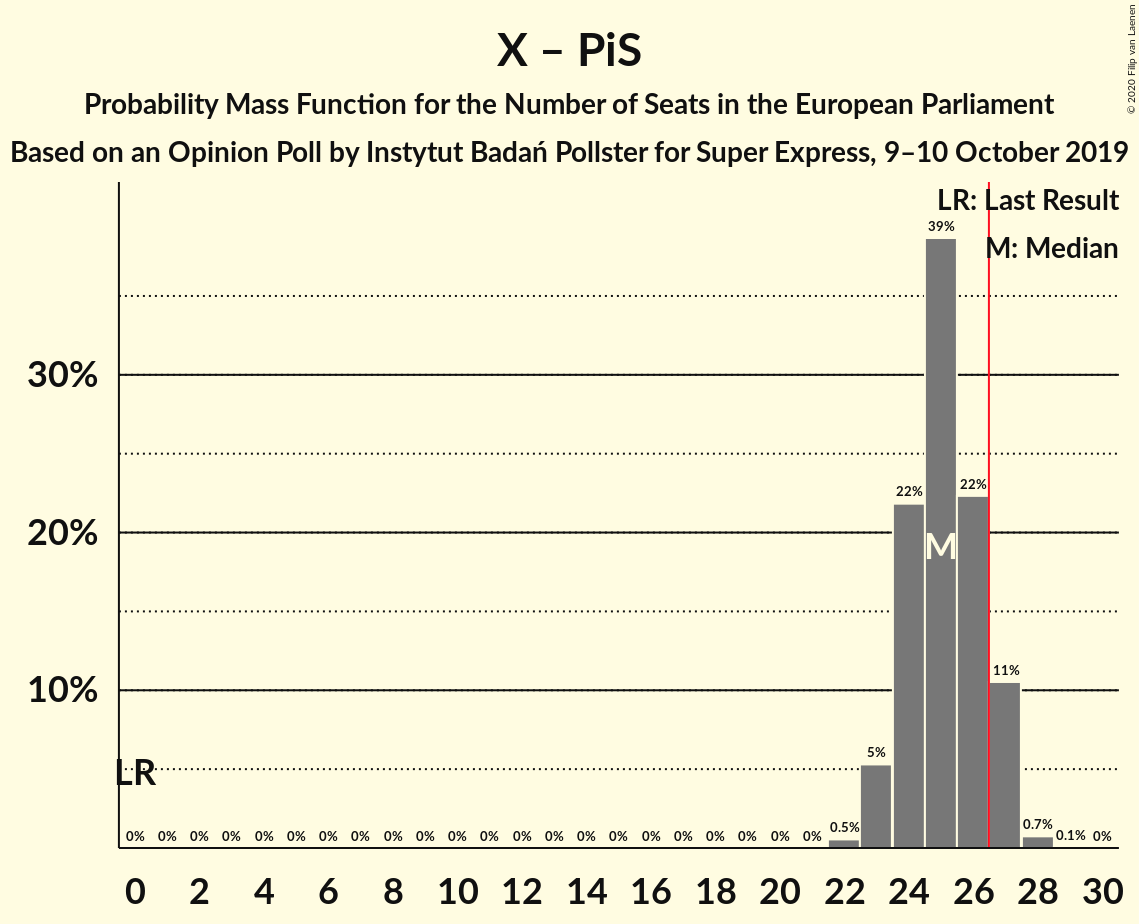 X – PiS
Probability Mass Function for the Number of Seats in the European Parliament
Based on an Opinion Poll by Instytut Badań Pollster for Super Express, 9–10 October 2019
© 2020 Filip van Laenen
LR: Last Result
M: Median
39%
30%
22% 22%
20%
M
11%
10%
5%
LR
0% 0% 0% 0% 0% 0% 0% 0% 0% 0% 0% 0% 0% 0% 0% 0% 0% 0% 0% 0% 0% 0% 0.5% 0.7% 0.1% 0%
0 2 4 6 8 10 12 14 16 18 20 22 24 26 28 30